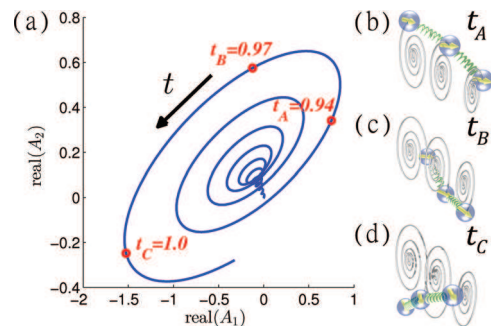 (a)
0.8
0.6
0.4
0.2
0
-0.2
-0.4
real(A₂)
-2
-1.5
-1
-0.5
0
0.5
1
real(A₁)
t
t_B=0.97
t_A=0.94
t_C=1.0
(b) t_A
(c) t_B
(d) t_C